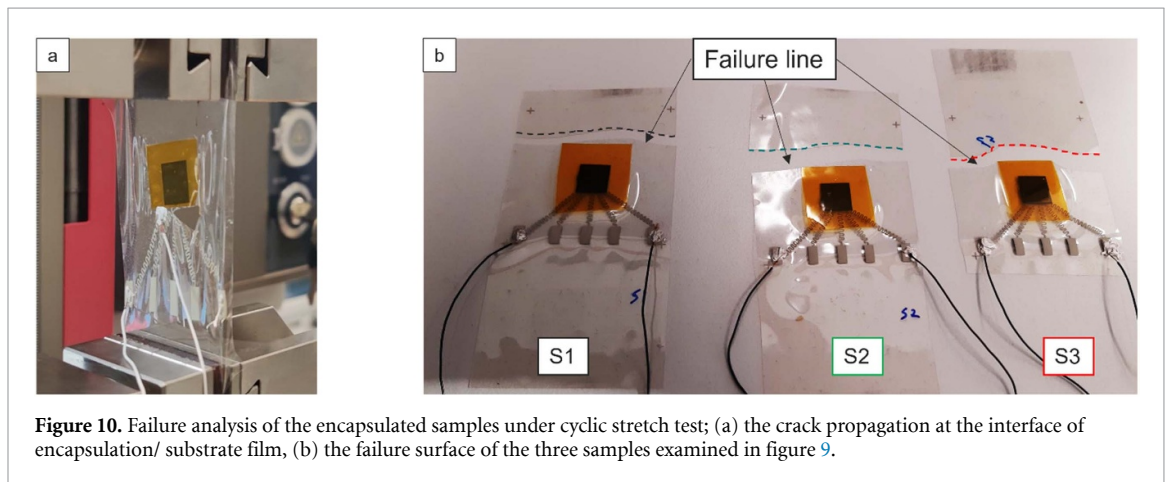 a
b
Failure line
S2
S
S2
S1
S2
S3
Figure 10. Failure analysis of the encapsulated samples under cyclic stretch test; (a) the crack propagation at the interface of
encapsulation/ substrate film, (b) the failure surface of the three samples examined in figure 9.